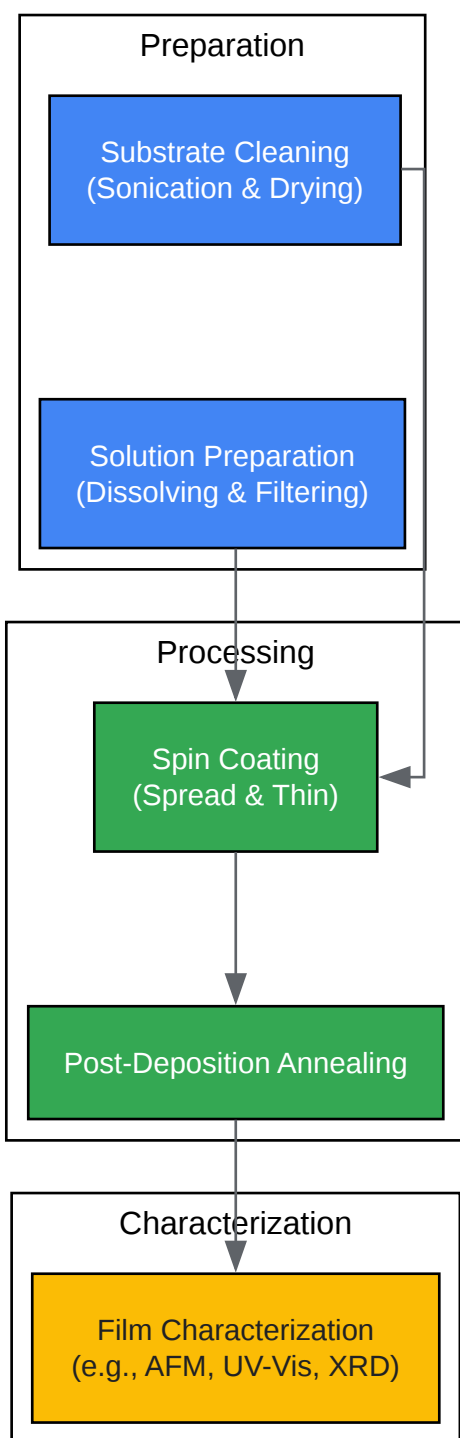 Preparation
Substrate Cleaning
(Sonication & Drying)
Solution Preparation
(Dissolving & Filtering)
Processing
Spin Coating
(Spread & Thin)
Post-Deposition Annealing
Characterization
Film Characterization
(e.g., AFM, UV-Vis, XRD)